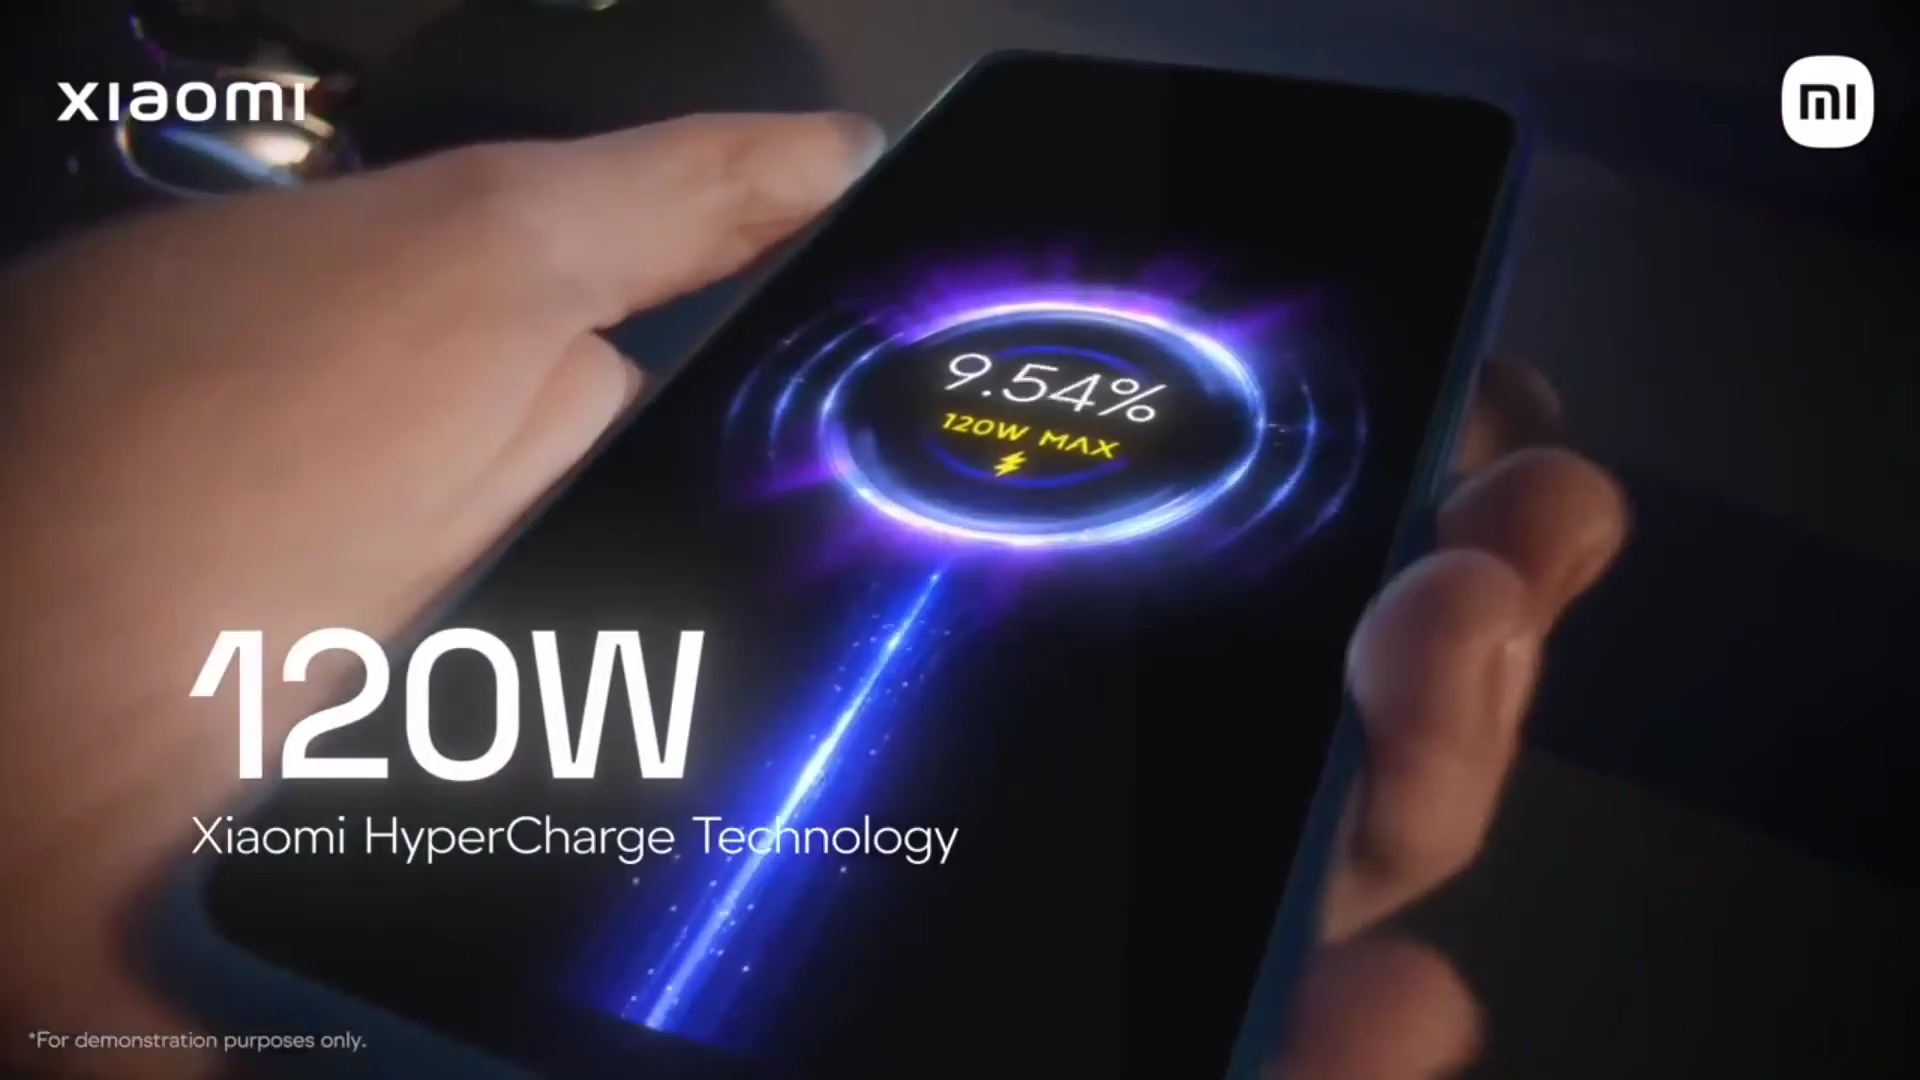 xiaomi
mi
9.54%
120W MAX
120W
Xiaomi HyperCharge Technology
*For demonstration purposes only.